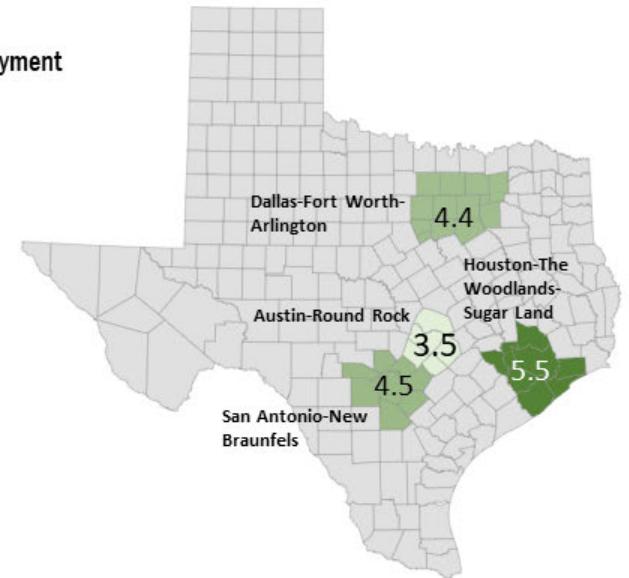 Dallas-Fort Worth-
Arlington
4.4
Houston-The
Woodlands-
Sugar Land
Austin-Round Rock
3.5
5.5
4.5
San Antonio-New
Braunfels